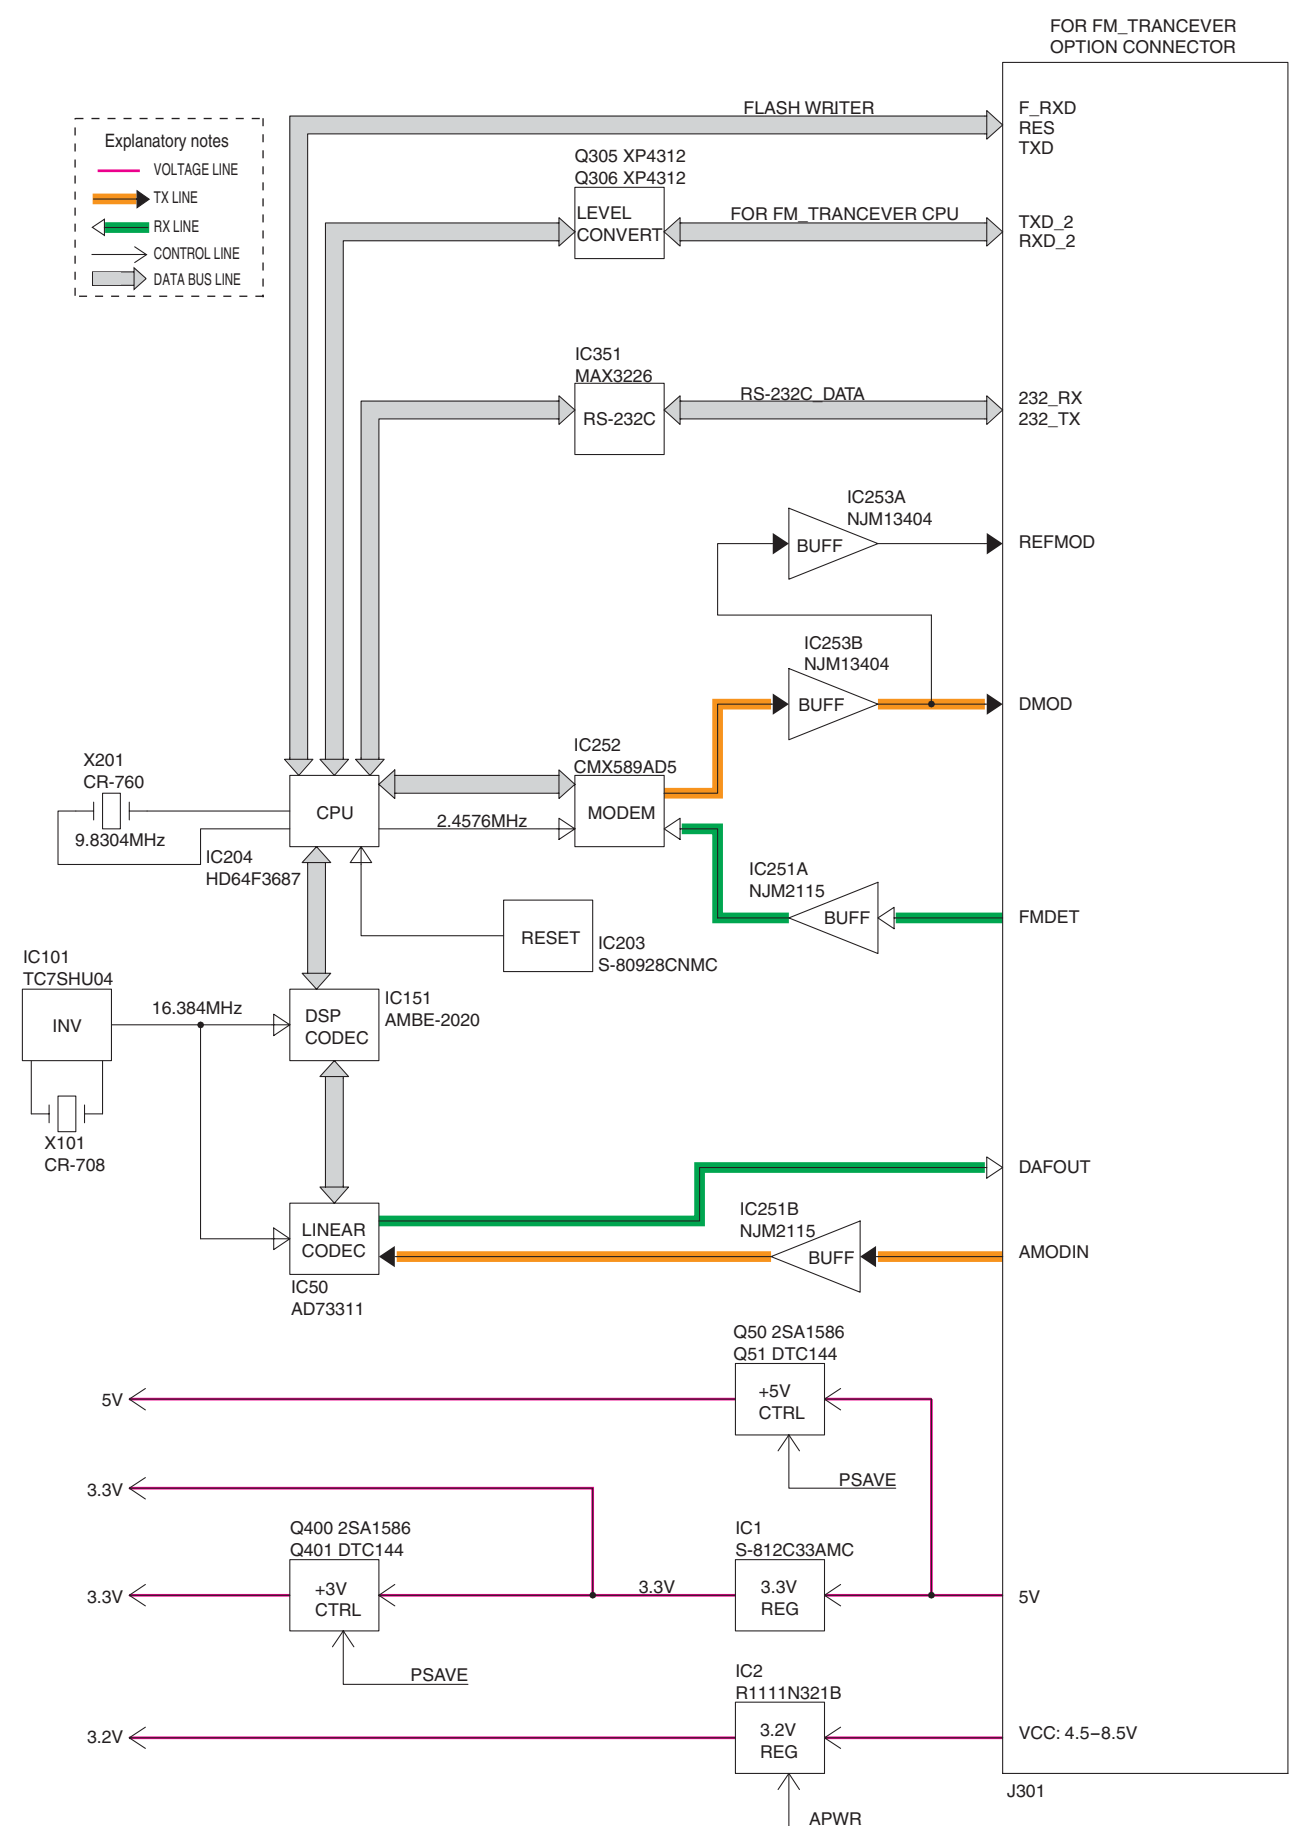 FOR FM_TRANCEVER
OPTION CONNECTOR
Explanatory notes
VOLTAGE LINE
TX LINE
RX LINE
CONTROL LINE
DATA BUS LINE
FLASH WRITER
F_RXD
RES
TXD
Q305 XP4312
Q306 XP4312
LEVEL
CONVERT
FOR FM_TRANCEVER CPU
TXD_2
RXD_2
IC351
MAX3226
RS-232C
RS-232C_DATA
232_RX
232_TX
IC253A
NJM13404
BUFF
REFMOD
IC253B
NJM13404
BUFF
DMOD
X201
CR-760
9.8304MHz
CPU
IC204
HD64F3687
2.4576MHz
IC252
CMX589AD5
MODEM
IC251A
NJM2115
BUFF
FMDET
RESET
IC203
S-80928CNMC
IC101
TC7SHU04
INV
16.384MHz
X101
CR-708
DSP
CODEC
IC151
AMBE-2020
DAFOUT
LINEAR
CODEC
IC50
AD73311
IC251B
NJM2115
BUFF
AMODIN
Q50 2SA1586
Q51 DTC144
+5V
CTRL
5V
PSAVE
3.3V
Q400 2SA1586
Q401 DTC144
+3V
CTRL
3.3V
3.3V
IC1
S-812C33AMC
3.3V
REG
5V
PSAVE
IC2
R1111N321B
3.2V
REG
3.2V
VCC: 4.5–8.5V
J301
APWR